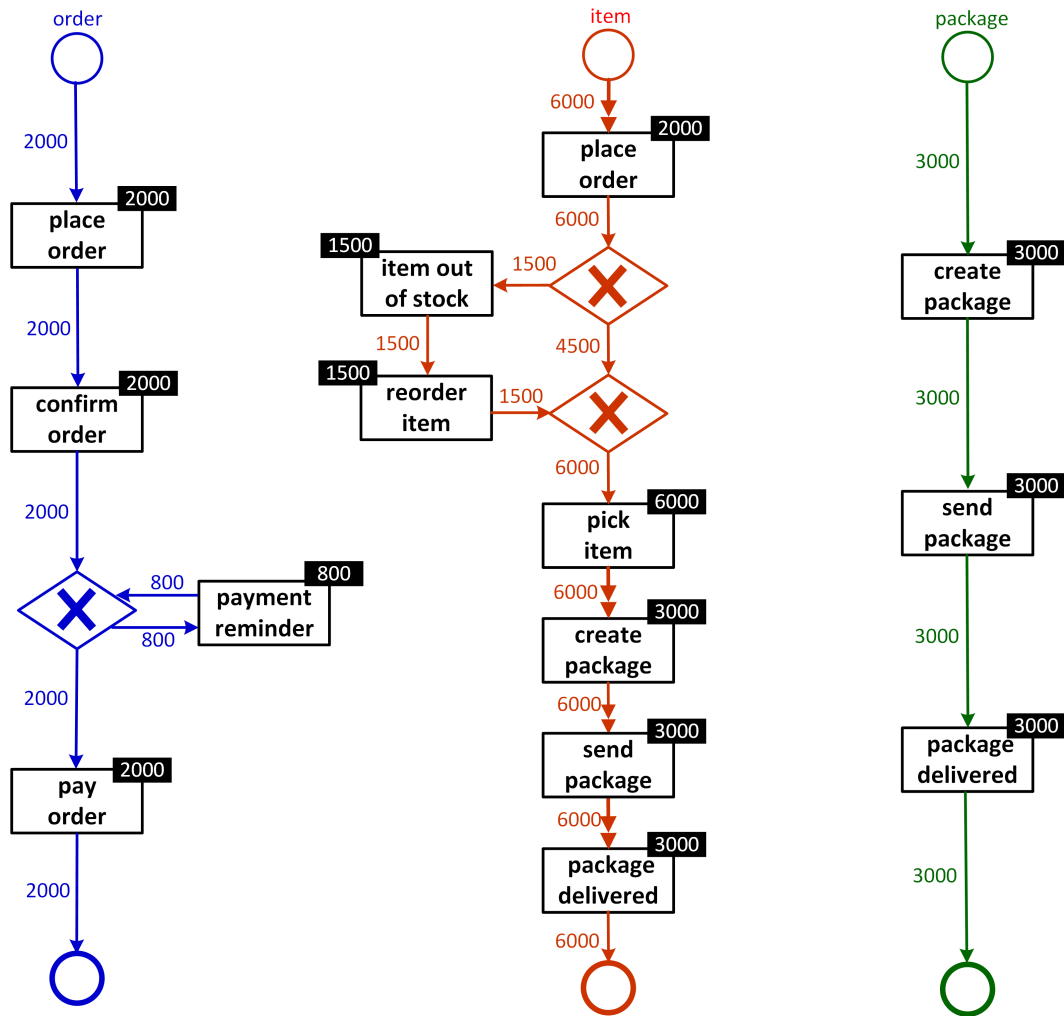 order
2000
2000
place
order
2000
2000
confirm
order
2000
800
800
payment
reminder
800
2000
2000
pay
order
2000
item
6000
2000
place
order
6000
1500
item out
of stock
1500
1500
4500
1500
reorder
item
1500
6000
6000
pick
item
6000
3000
create
package
6000
3000
send
package
6000
3000
package
delivered
6000
package
3000
3000
create
package
3000
3000
send
package
3000
3000
package
delivered
3000